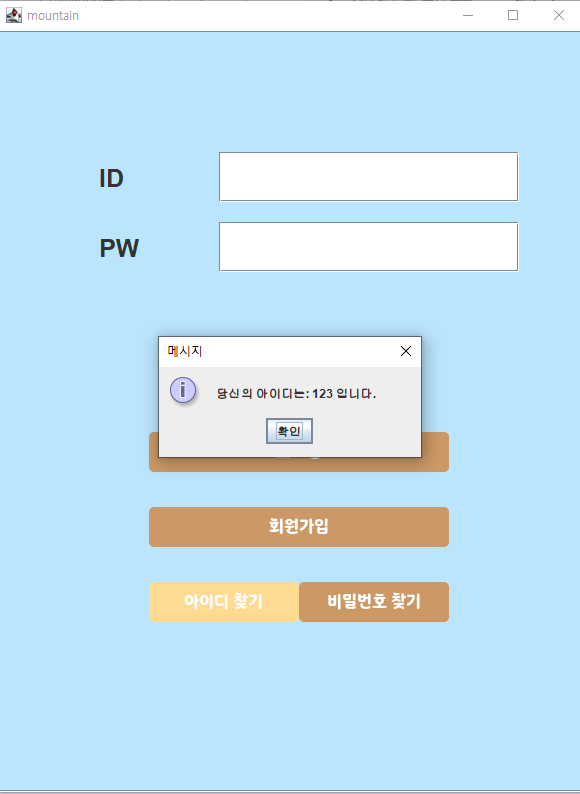 mountain
ID
PW
메시지
당신의 아이디는: 123 입니다.
확인
회원가입
아이디 찾기
비밀번호 찾기